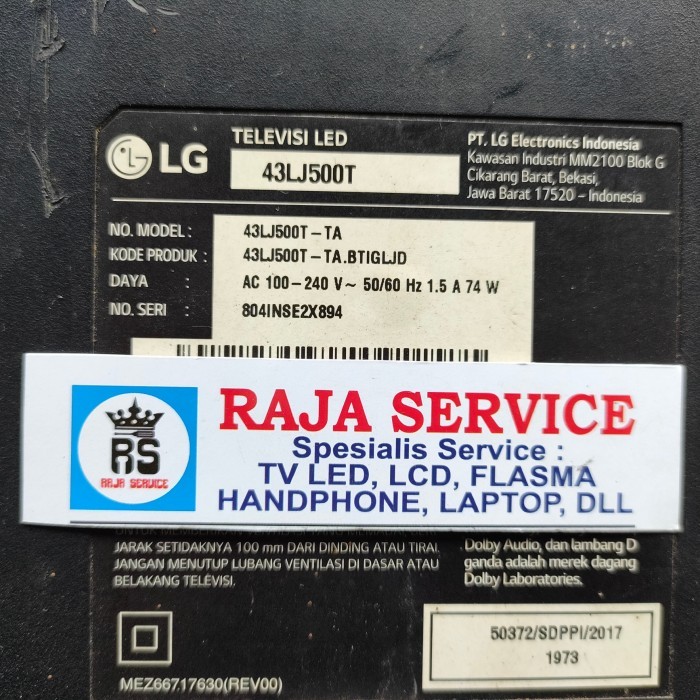 LG
TELEVISI LED
43LJ500T
PT. LG Electronics Indonesia
Kawasan Industri MM2100 Blok G
Cikarang Barat, Bekasi,
Jawa Barat 17520 – Indonesia
NO. MODEL : 43LJ500T-TA
KODE PRODUK : 43LJ500T-TA.BTIGLJD
DAYA : AC 100-240 V~ 50/60 Hz 1.5 A 74 W
NO. SERI : 804INSE2X894
RS
RAJA SERVICE
RAJA SERVICE
Spesialis Service :
TV LED, LCD, FLASMA
HANDPHONE, LAPTOP, DLL
JARAK SETIDAKNYA 100 mm DARI DINDING ATAU TIRAI.
JANGAN MENUTUP LUBANG VENTILASI DI DASAR ATAU
BELAKANG TELEVISI.
Dolby Audio, dan lambang D
ganda adalah merek dagang
Dolby Laboratories.
50372/SDPPI/2017
1973
MEZ66717630(REV00)